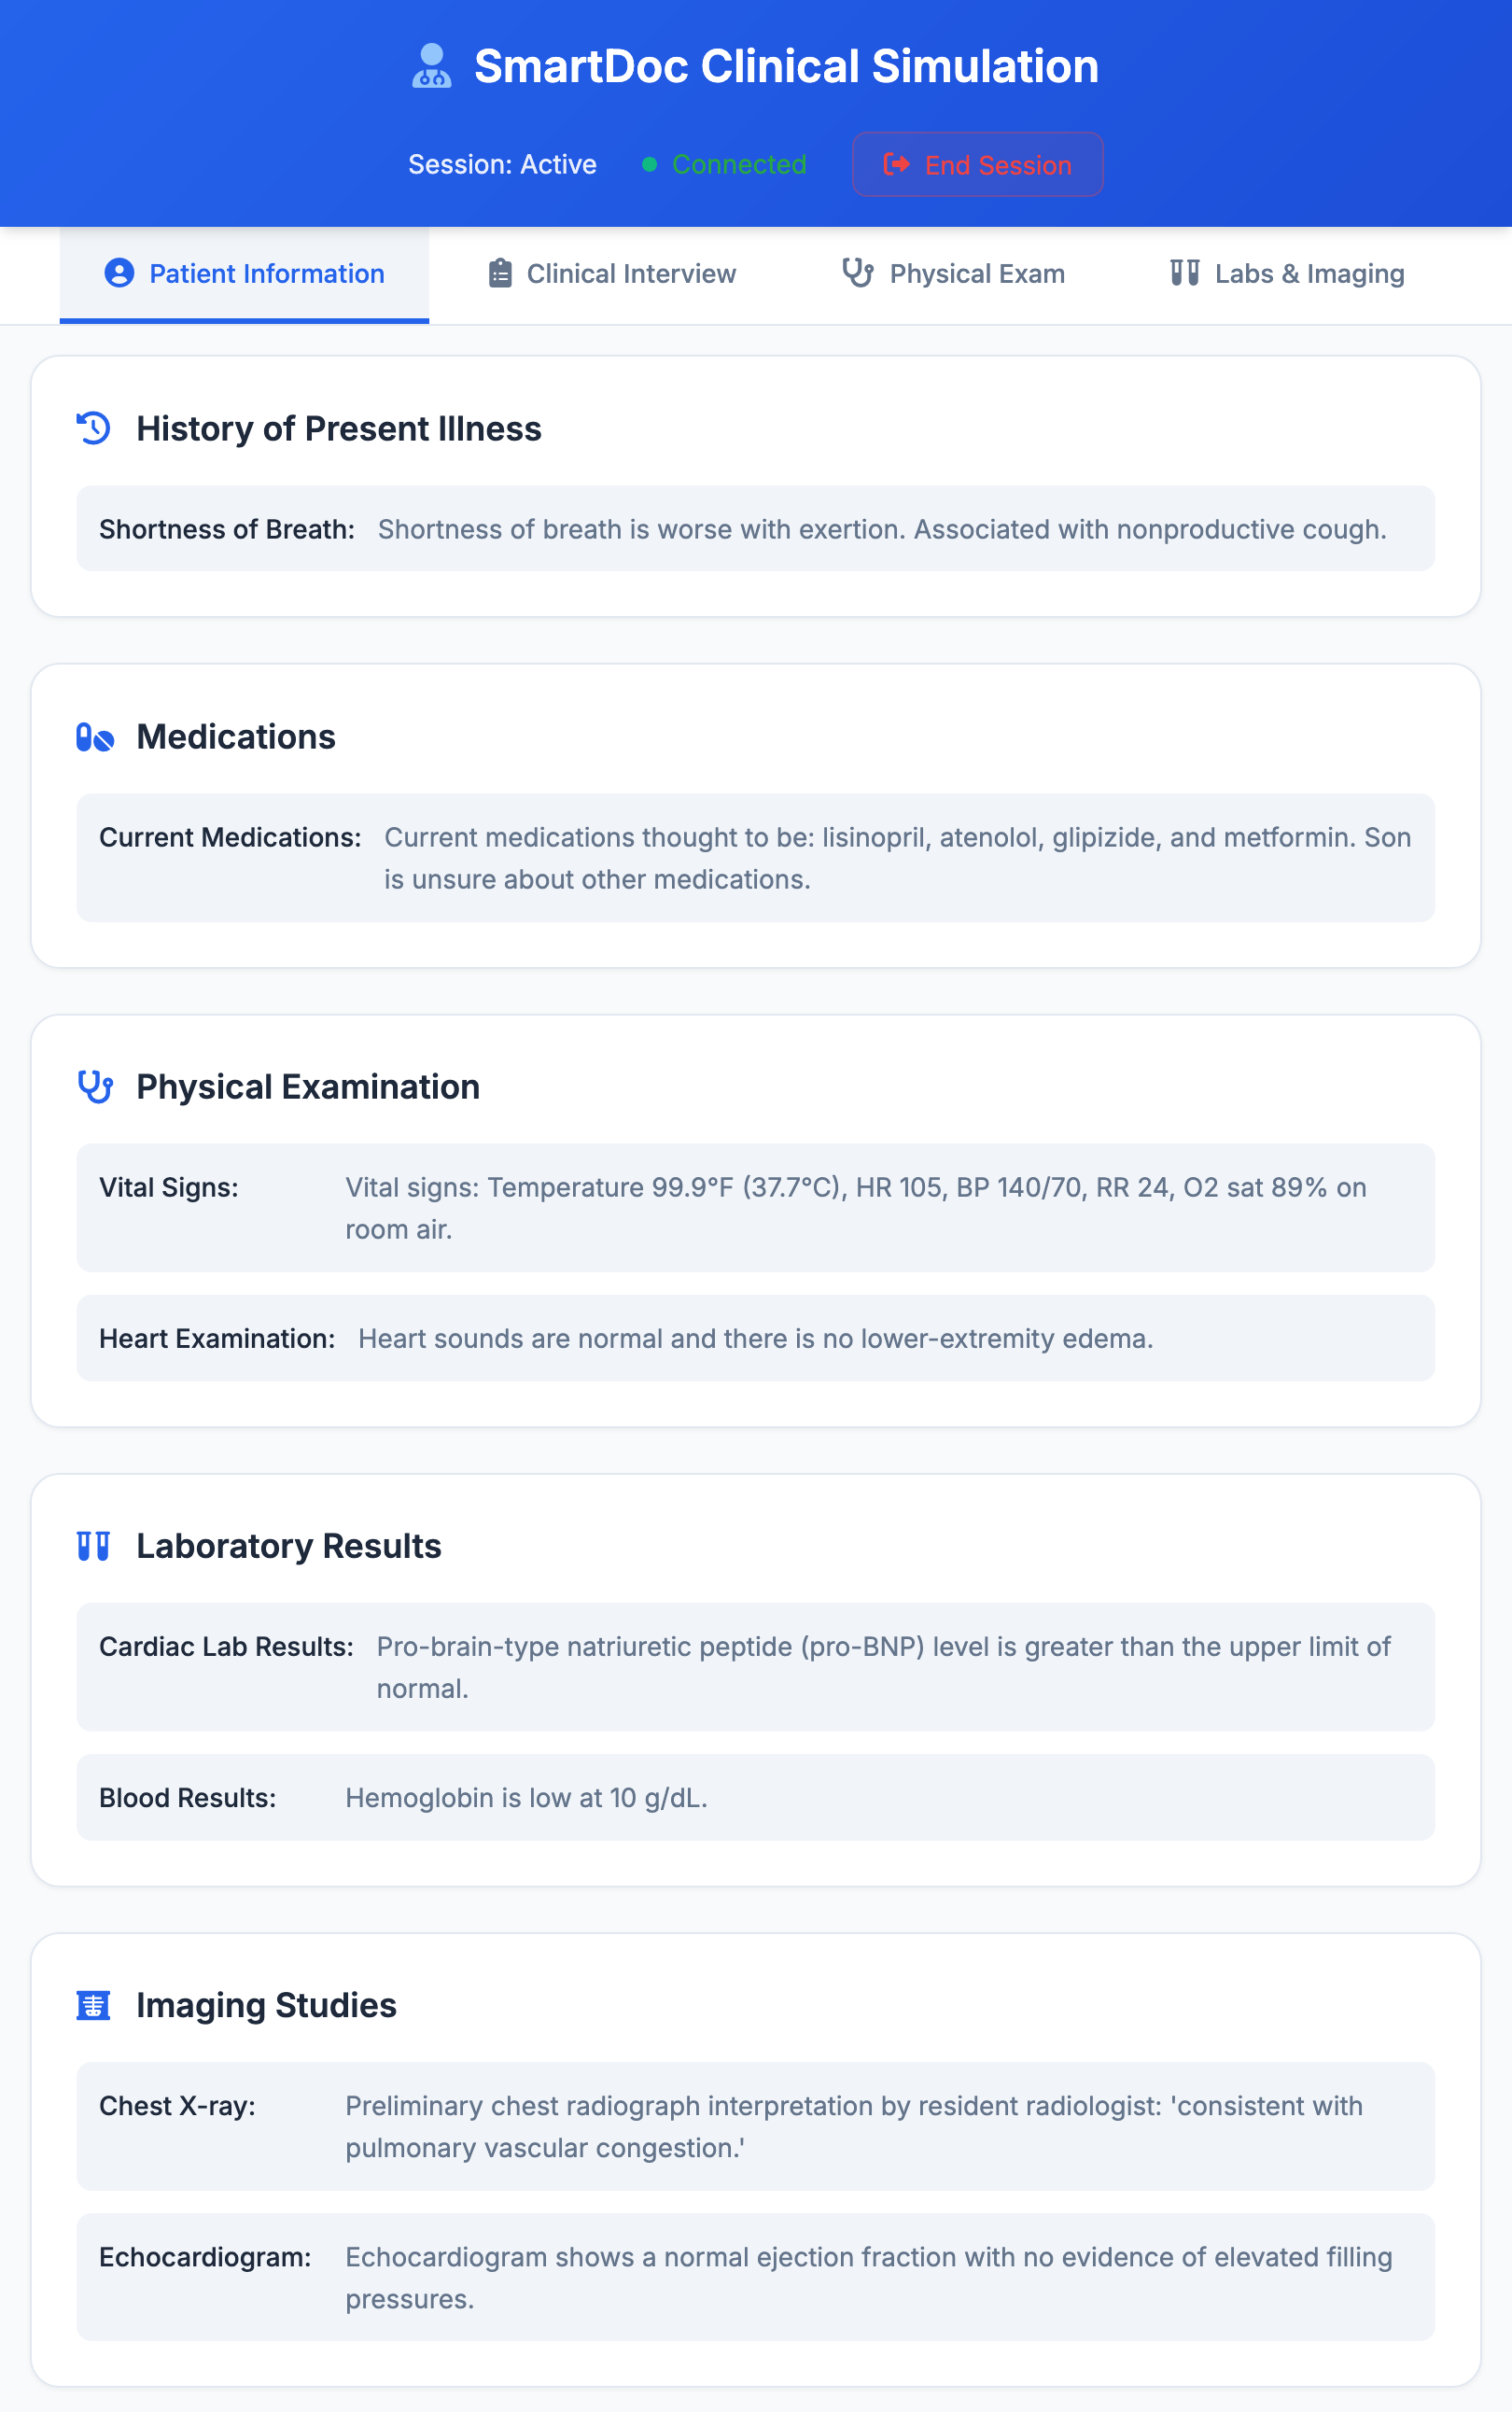 SmartDoc Clinical Simulation
Session: Active Connected End Session
Patient Information Clinical Interview Physical Exam Labs & Imaging
History of Present Illness
Shortness of Breath: Shortness of breath is worse with exertion. Associated with nonproductive cough.
Medications
Current Medications: Current medications thought to be: lisinopril, atenolol, glipizide, and metformin. Son
is unsure about other medications.
Physical Examination
Vital Signs: Vital signs: Temperature 99.9°F (37.7°C), HR 105, BP 140/70, RR 24, O2 sat 89% on
room air.
Heart Examination: Heart sounds are normal and there is no lower-extremity edema.
Laboratory Results
Cardiac Lab Results: Pro-brain-type natriuretic peptide (pro-BNP) level is greater than the upper limit of
normal.
Blood Results: Hemoglobin is low at 10 g/dL.
Imaging Studies
Chest X-ray: Preliminary chest radiograph interpretation by resident radiologist: 'consistent with
pulmonary vascular congestion.'
Echocardiogram: Echocardiogram shows a normal ejection fraction with no evidence of elevated filling
pressures.